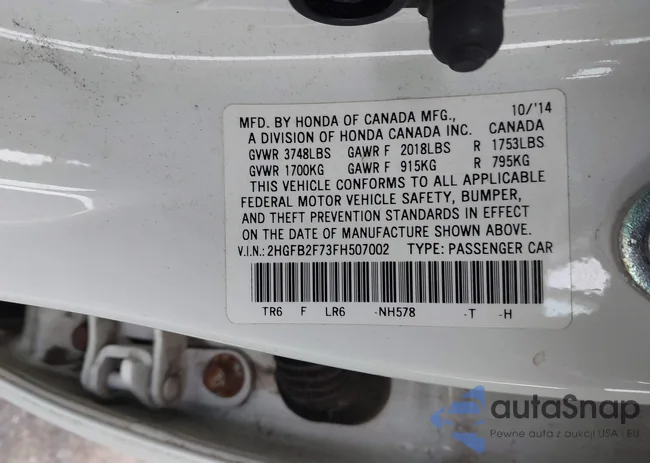 MFD. BY HONDA OF CANADA MFG., 10/'14
A DIVISION OF HONDA CANADA INC. CANADA
GVWR 3748LBS GAWR F 2018LBS R 1753LBS
GVWR 1700KG GAWR F 915KG R 795KG
THIS VEHICLE CONFORMS TO ALL APPLICABLE
FEDERAL MOTOR VEHICLE SAFETY, BUMPER,
AND THEFT PREVENTION STANDARDS IN EFFECT
ON THE DATE OF MANUFACTURE SHOWN ABOVE.
V.I.N.: 2HGFB2F73FH507002 TYPE: PASSENGER CAR
TR6 F LR6 -NH578 -T -H
autaSnap
Pewne auta z aukcji USA i EU